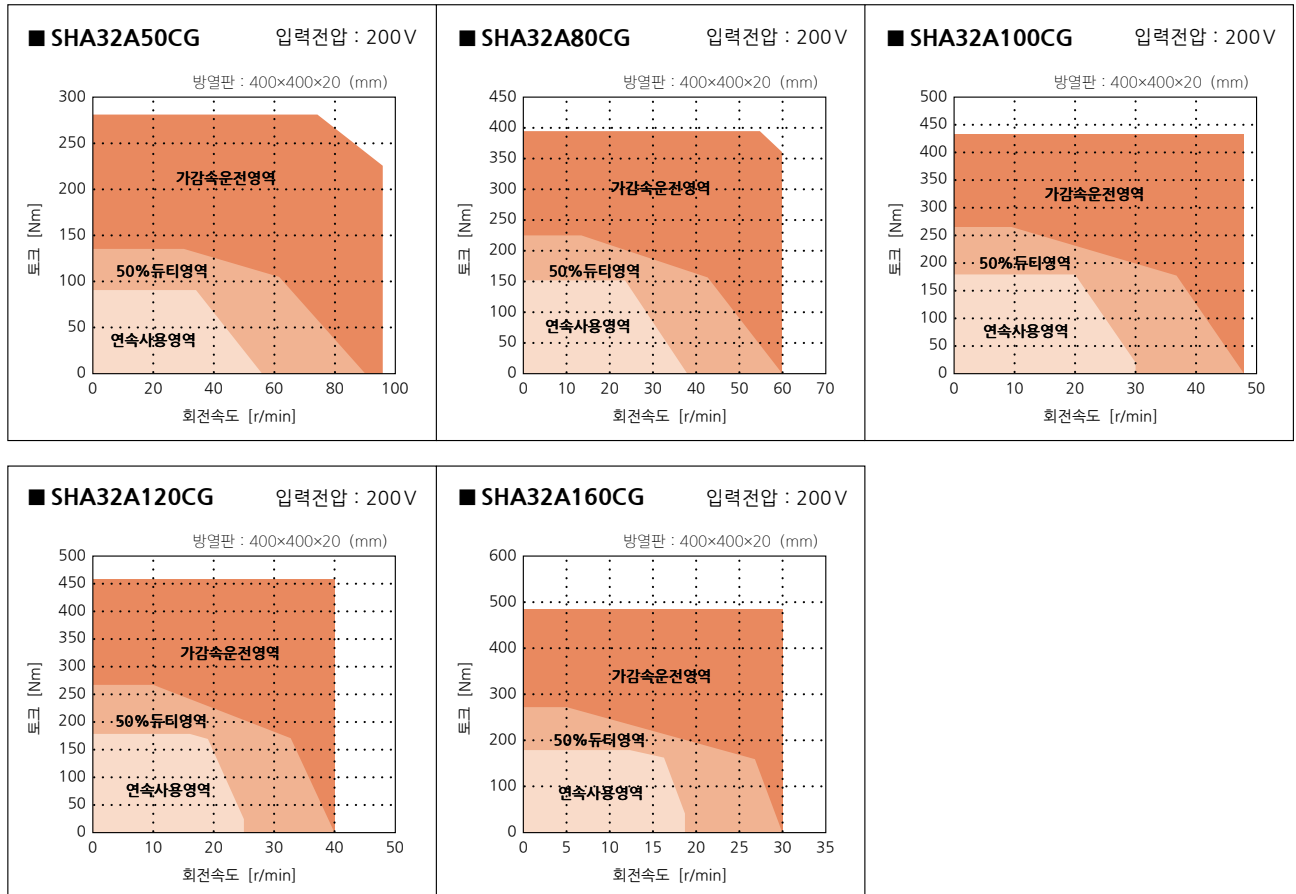 ■ SHA32A50CG 입력전압 : 200V
방열판 : 400×400×20 (mm)
300
250
200
150
100
50
0
토크 [Nm]
가감속운전영역
50%듀티영역
연속사용영역
0 20 40 60 80 100
회전속도 [r/min]
■ SHA32A80CG 입력전압 : 200V
방열판 : 400×400×20 (mm)
450
400
350
300
250
200
150
100
50
0
토크 [Nm]
가감속운전영역
50%듀티영역
연속사용영역
0 10 20 30 40 50 60 70
회전속도 [r/min]
■ SHA32A100CG 입력전압 : 200V
방열판 : 400×400×20 (mm)
500
450
400
350
300
250
200
150
100
50
0
토크 [Nm]
가감속운전영역
50%듀티영역
연속사용영역
0 10 20 30 40 50
회전속도 [r/min]
■ SHA32A120CG 입력전압 : 200V
방열판 : 400×400×20 (mm)
500
450
400
350
300
250
200
150
100
50
0
토크 [Nm]
가감속운전영역
50%듀티영역
연속사용영역
0 10 20 30 40 50
회전속도 [r/min]
■ SHA32A160CG 입력전압 : 200V
방열판 : 400×400×20 (mm)
600
500
400
300
200
100
0
토크 [Nm]
가감속운전영역
50%듀티영역
연속사용영역
0 5 10 15 20 25 30 35
회전속도 [r/min]